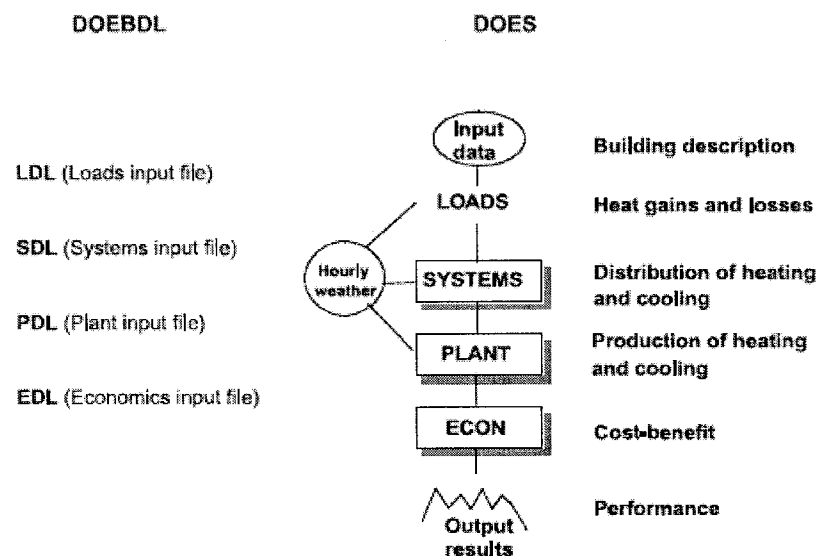 DOEBDL
DOES
LDL (Loads input file)
SDL (Systems input file)
PDL (Plant input file)
EDL (Economics input file)
Input
data
LOADS
Hourly
weather
SYSTEMS
PLANT
ECON
Output
results
Building description
Heat gains and losses
Distribution of heating
and cooling
Production of heating
and cooling
Cost-benefit
Performance